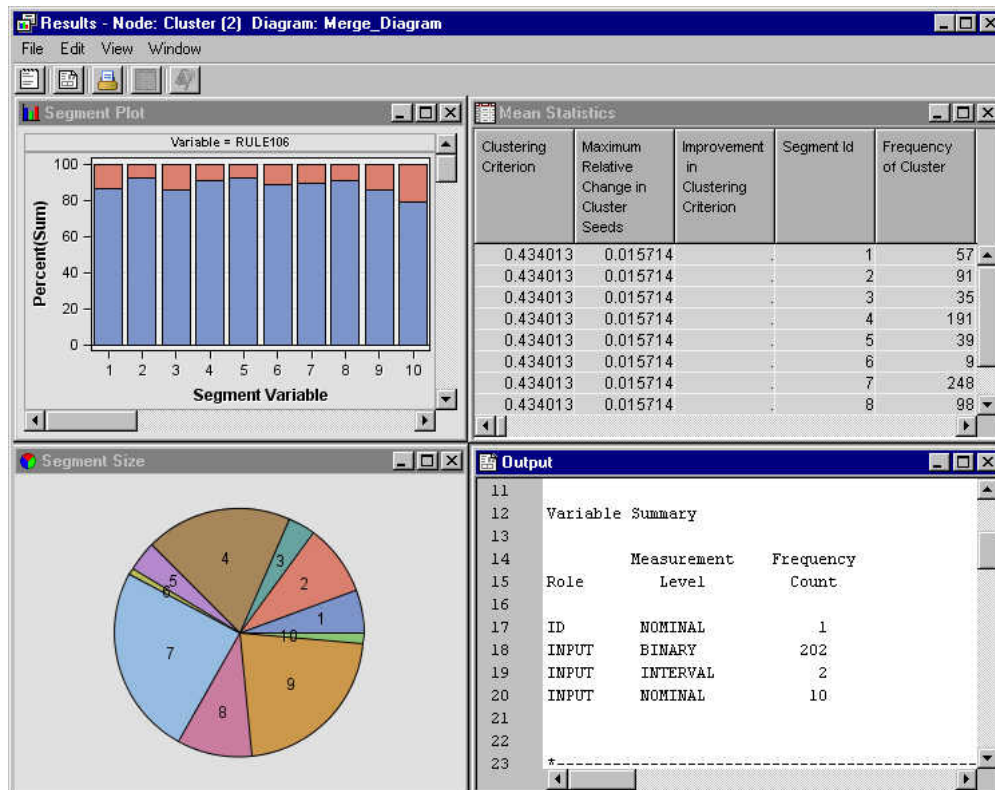 Results - Node: Cluster (2) Diagram: Merge_Diagram
File Edit View Window
Segment Plot
Variable = RULE106
Percent(Sum)
100
80
60
40
20
0
1 2 3 4 5 6 7 8 9 10
Segment Variable
Mean Statistics
Clustering Criterion
Maximum Relative Change in Cluster Seeds
Improvement in Clustering Criterion
Segment Id
Frequency of Cluster
0.434013 0.015714 . 1 57
0.434013 0.015714 . 2 91
0.434013 0.015714 . 3 35
0.434013 0.015714 . 4 191
0.434013 0.015714 . 5 39
0.434013 0.015714 . 6 9
0.434013 0.015714 . 7 248
0.434013 0.015714 . 8 98
Segment Size
4
3
5
2
6
1
10
7
9
8
Output
11
12 Variable Summary
13
14 Measurement Frequency
15 Role Level Count
16
17 ID NOMINAL 1
18 INPUT BINARY 202
19 INPUT INTERVAL 2
20 INPUT NOMINAL 10
21
22
23 *--------------------------------------------